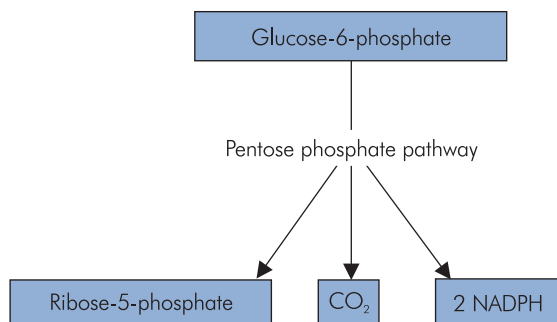 Glucose-6-phosphate
Pentose phosphate pathway
Ribose-5-phosphate
CO₂
2 NADPH